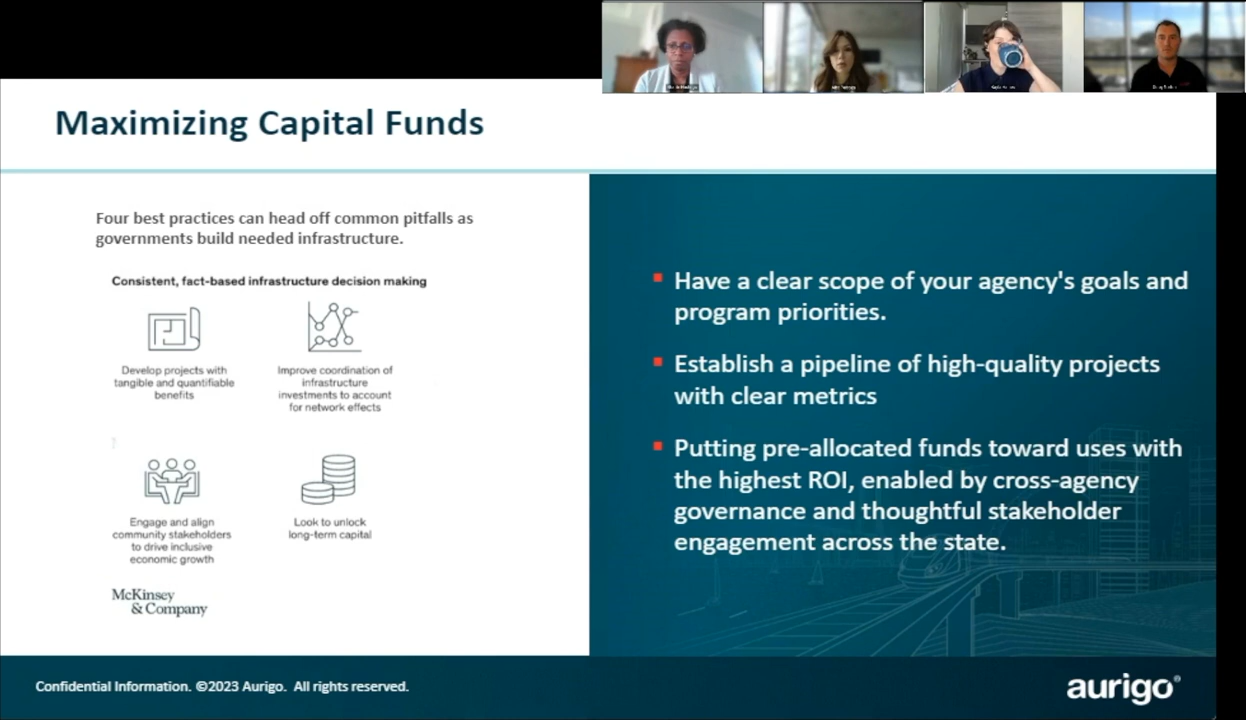 Maximizing Capital Funds
Four best practices can head off common pitfalls as
governments build needed infrastructure.
Consistent, fact-based infrastructure decision making
Develop projects with
tangible and quantifiable
benefits
Improve coordination of
infrastructure
investments to account
for network effects
Engage and align
community stakeholders
to drive inclusive
economic growth
Look to unlock
long-term capital
McKinsey
& Company
Have a clear scope of your agency's goals and
program priorities.
Establish a pipeline of high-quality projects
with clear metrics
Putting pre-allocated funds toward uses with
the highest ROI, enabled by cross-agency
governance and thoughtful stakeholder
engagement across the state.
Confidential Information. ©2023 Aurigo. All rights reserved.
aurigo®